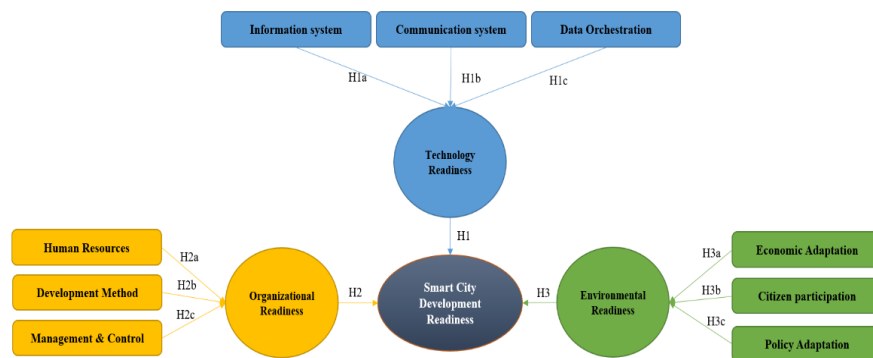 Information system
Communication system
Data Orchestration
H1a
H1b
H1c
Technology
Readiness
H1
Human Resources
Development Method
Management & Control
H2a
H2b
H2c
Organizational
Readiness
H2
Smart City
Development
Readiness
H3
Environmental
Readiness
H3a
H3b
H3c
Economic Adaptation
Citizen participation
Policy Adaptation